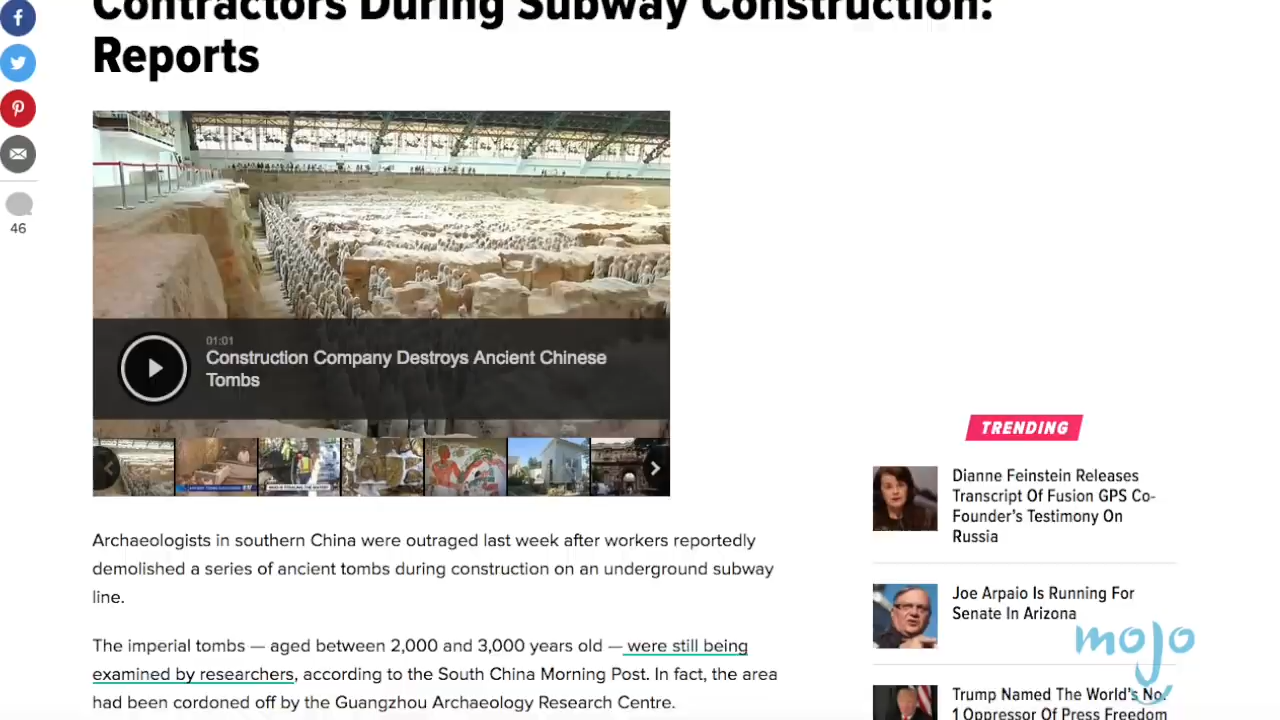 Contractors During Subway Construction:
Reports
46
01:01
Construction Company Destroys Ancient Chinese
Tombs
TRENDING
Dianne Feinstein Releases
Transcript Of Fusion GPS Co-
Founder's Testimony On
Russia
Joe Arpaio Is Running For
Senate In Arizona
Trump Named The World's No.
1 Oppressor Of Press Freedom
Archaeologists in southern China were outraged last week after workers reportedly
demolished a series of ancient tombs during construction on an underground subway
line.
The imperial tombs — aged between 2,000 and 3,000 years old — were still being
examined by researchers, according to the South China Morning Post. In fact, the area
had been cordoned off by the Guangzhou Archaeology Research Centre.
mojo